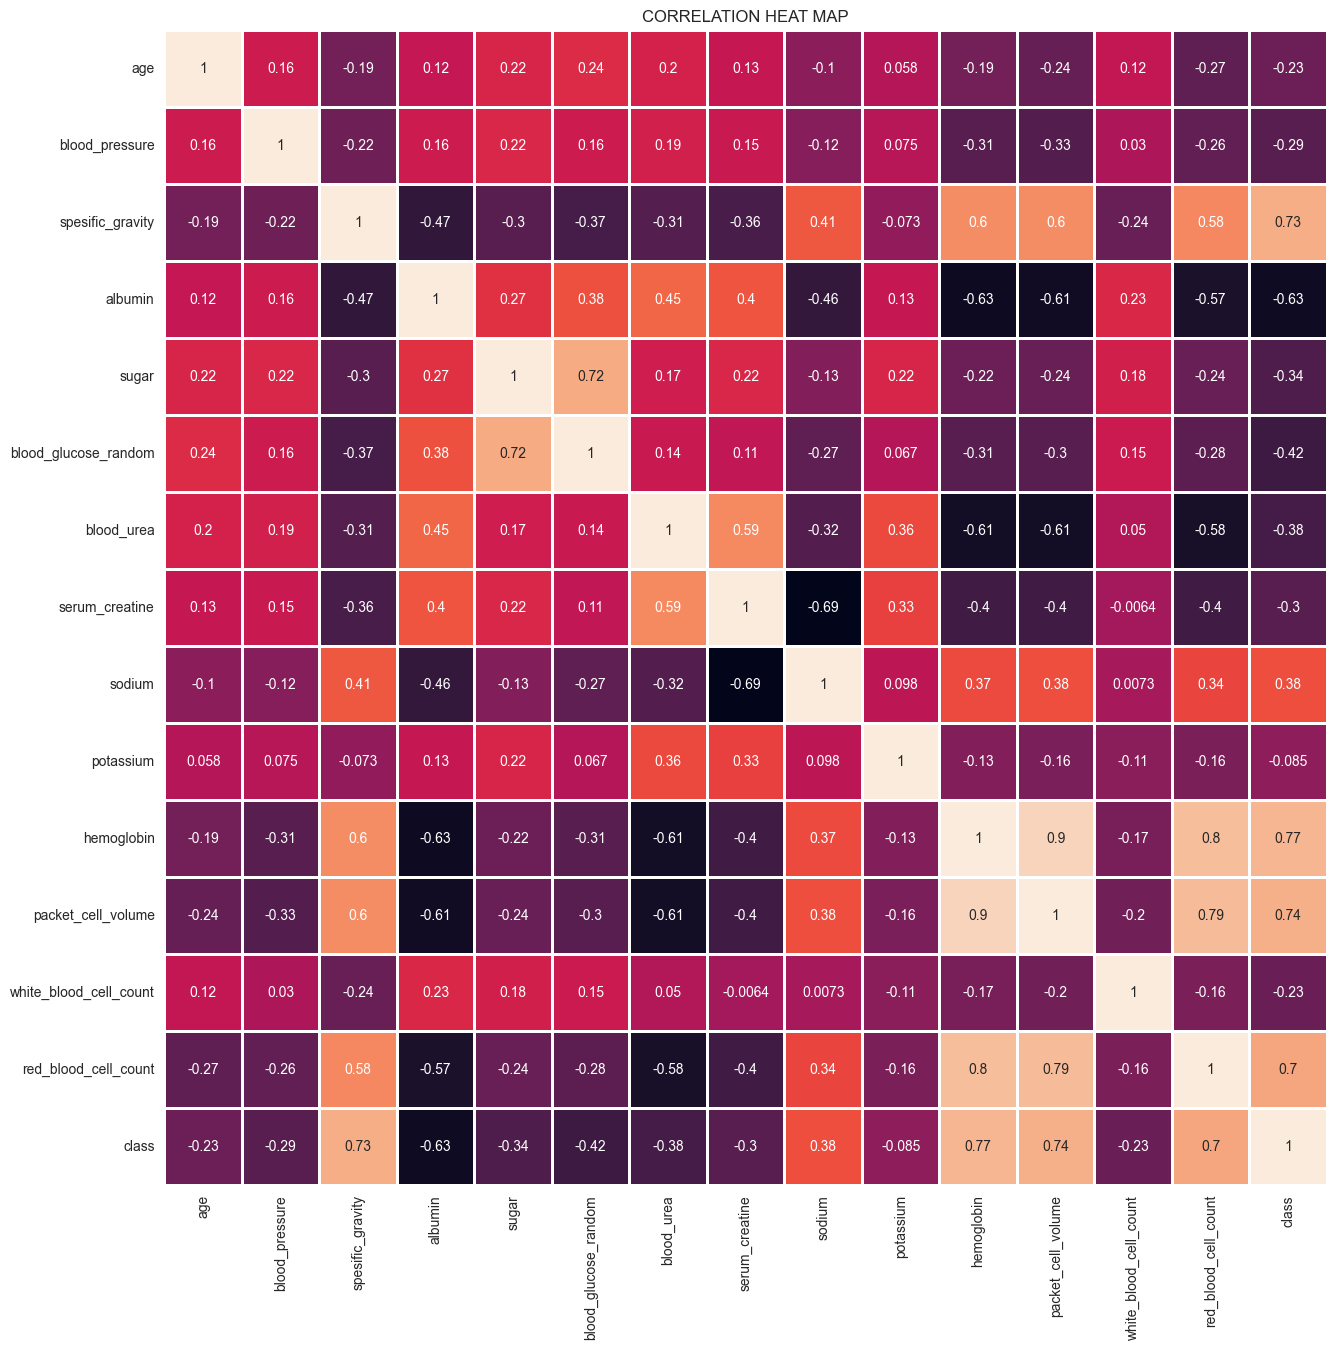 CORRELATION HEAT MAP
age 1 0.16 -0.19 0.12 0.22 0.24 0.2 0.13 -0.1 0.058 -0.19 -0.24 0.12 -0.27 -0.23
blood_pressure 0.16 1 -0.22 0.16 0.22 0.16 0.19 0.15 -0.12 0.075 -0.31 -0.33 0.03 -0.26 -0.29
spesific_gravity -0.19 -0.22 1 -0.47 -0.3 -0.37 -0.31 -0.36 0.41 -0.073 0.6 0.6 -0.24 0.58 0.73
albumin 0.12 0.16 -0.47 1 0.27 0.38 0.45 0.4 -0.46 0.13 -0.63 -0.61 0.23 -0.57 -0.63
sugar 0.22 0.22 -0.3 0.27 1 0.72 0.17 0.22 -0.13 0.22 -0.22 -0.24 0.18 -0.24 -0.34
blood_glucose_random 0.24 0.16 -0.37 0.38 0.72 1 0.14 0.11 -0.27 0.067 -0.31 -0.3 0.15 -0.28 -0.42
blood_urea 0.2 0.19 -0.31 0.45 0.17 0.14 1 0.59 -0.32 0.36 -0.61 -0.61 0.05 -0.58 -0.38
serum_creatine 0.13 0.15 -0.36 0.4 0.22 0.11 0.59 1 -0.69 0.33 -0.4 -0.4 -0.0064 -0.4 -0.3
sodium -0.1 -0.12 0.41 -0.46 -0.13 -0.27 -0.32 -0.69 1 0.098 0.37 0.38 0.0073 0.34 0.38
potassium 0.058 0.075 -0.073 0.13 0.22 0.067 0.36 0.33 0.098 1 -0.13 -0.16 -0.11 -0.16 -0.085
hemoglobin -0.19 -0.31 0.6 -0.63 -0.22 -0.31 -0.61 -0.4 0.37 -0.13 1 0.9 -0.17 0.8 0.77
packet_cell_volume -0.24 -0.33 0.6 -0.61 -0.24 -0.3 -0.61 -0.4 0.38 -0.16 0.9 1 -0.2 0.79 0.74
white_blood_cell_count 0.12 0.03 -0.24 0.23 0.18 0.15 0.05 -0.0064 0.0073 -0.11 -0.17 -0.2 1 -0.16 -0.23
red_blood_cell_count -0.27 -0.26 0.58 -0.57 -0.24 -0.28 -0.58 -0.4 0.34 -0.16 0.8 0.79 -0.16 1 0.7
class -0.23 -0.29 0.73 -0.63 -0.34 -0.42 -0.38 -0.3 0.38 -0.085 0.77 0.74 -0.23 0.7 1
age
blood_pressure
spesific_gravity
albumin
sugar
blood_glucose_random
blood_urea
serum_creatine
sodium
potassium
hemoglobin
packet_cell_volume
white_blood_cell_count
red_blood_cell_count
class